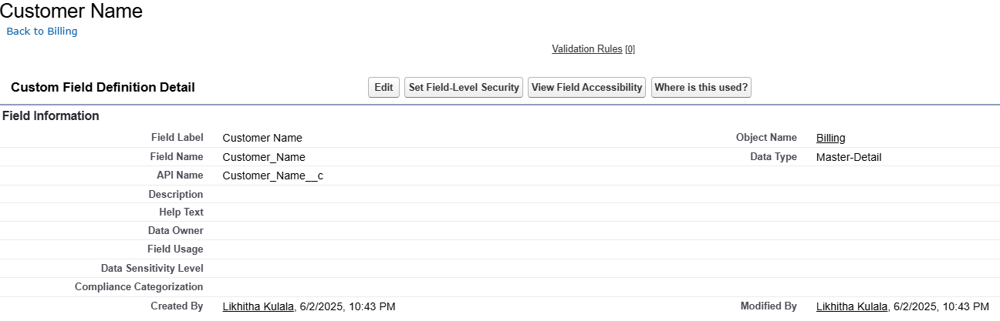 Customer Name
Back to Billing
Validation Rules [0]
Custom Field Definition Detail Edit Set Field-Level Security View Field Accessibility Where is this used?
Field Information
Field Label Customer Name Object Name Billing
Field Name Customer_Name Data Type Master-Detail
API Name Customer_Name__c
Description
Help Text
Data Owner
Field Usage
Data Sensitivity Level
Compliance Categorization
Created By Likhitha Kulala, 6/2/2025, 10:43 PM Modified By Likhitha Kulala, 6/2/2025, 10:43 PM